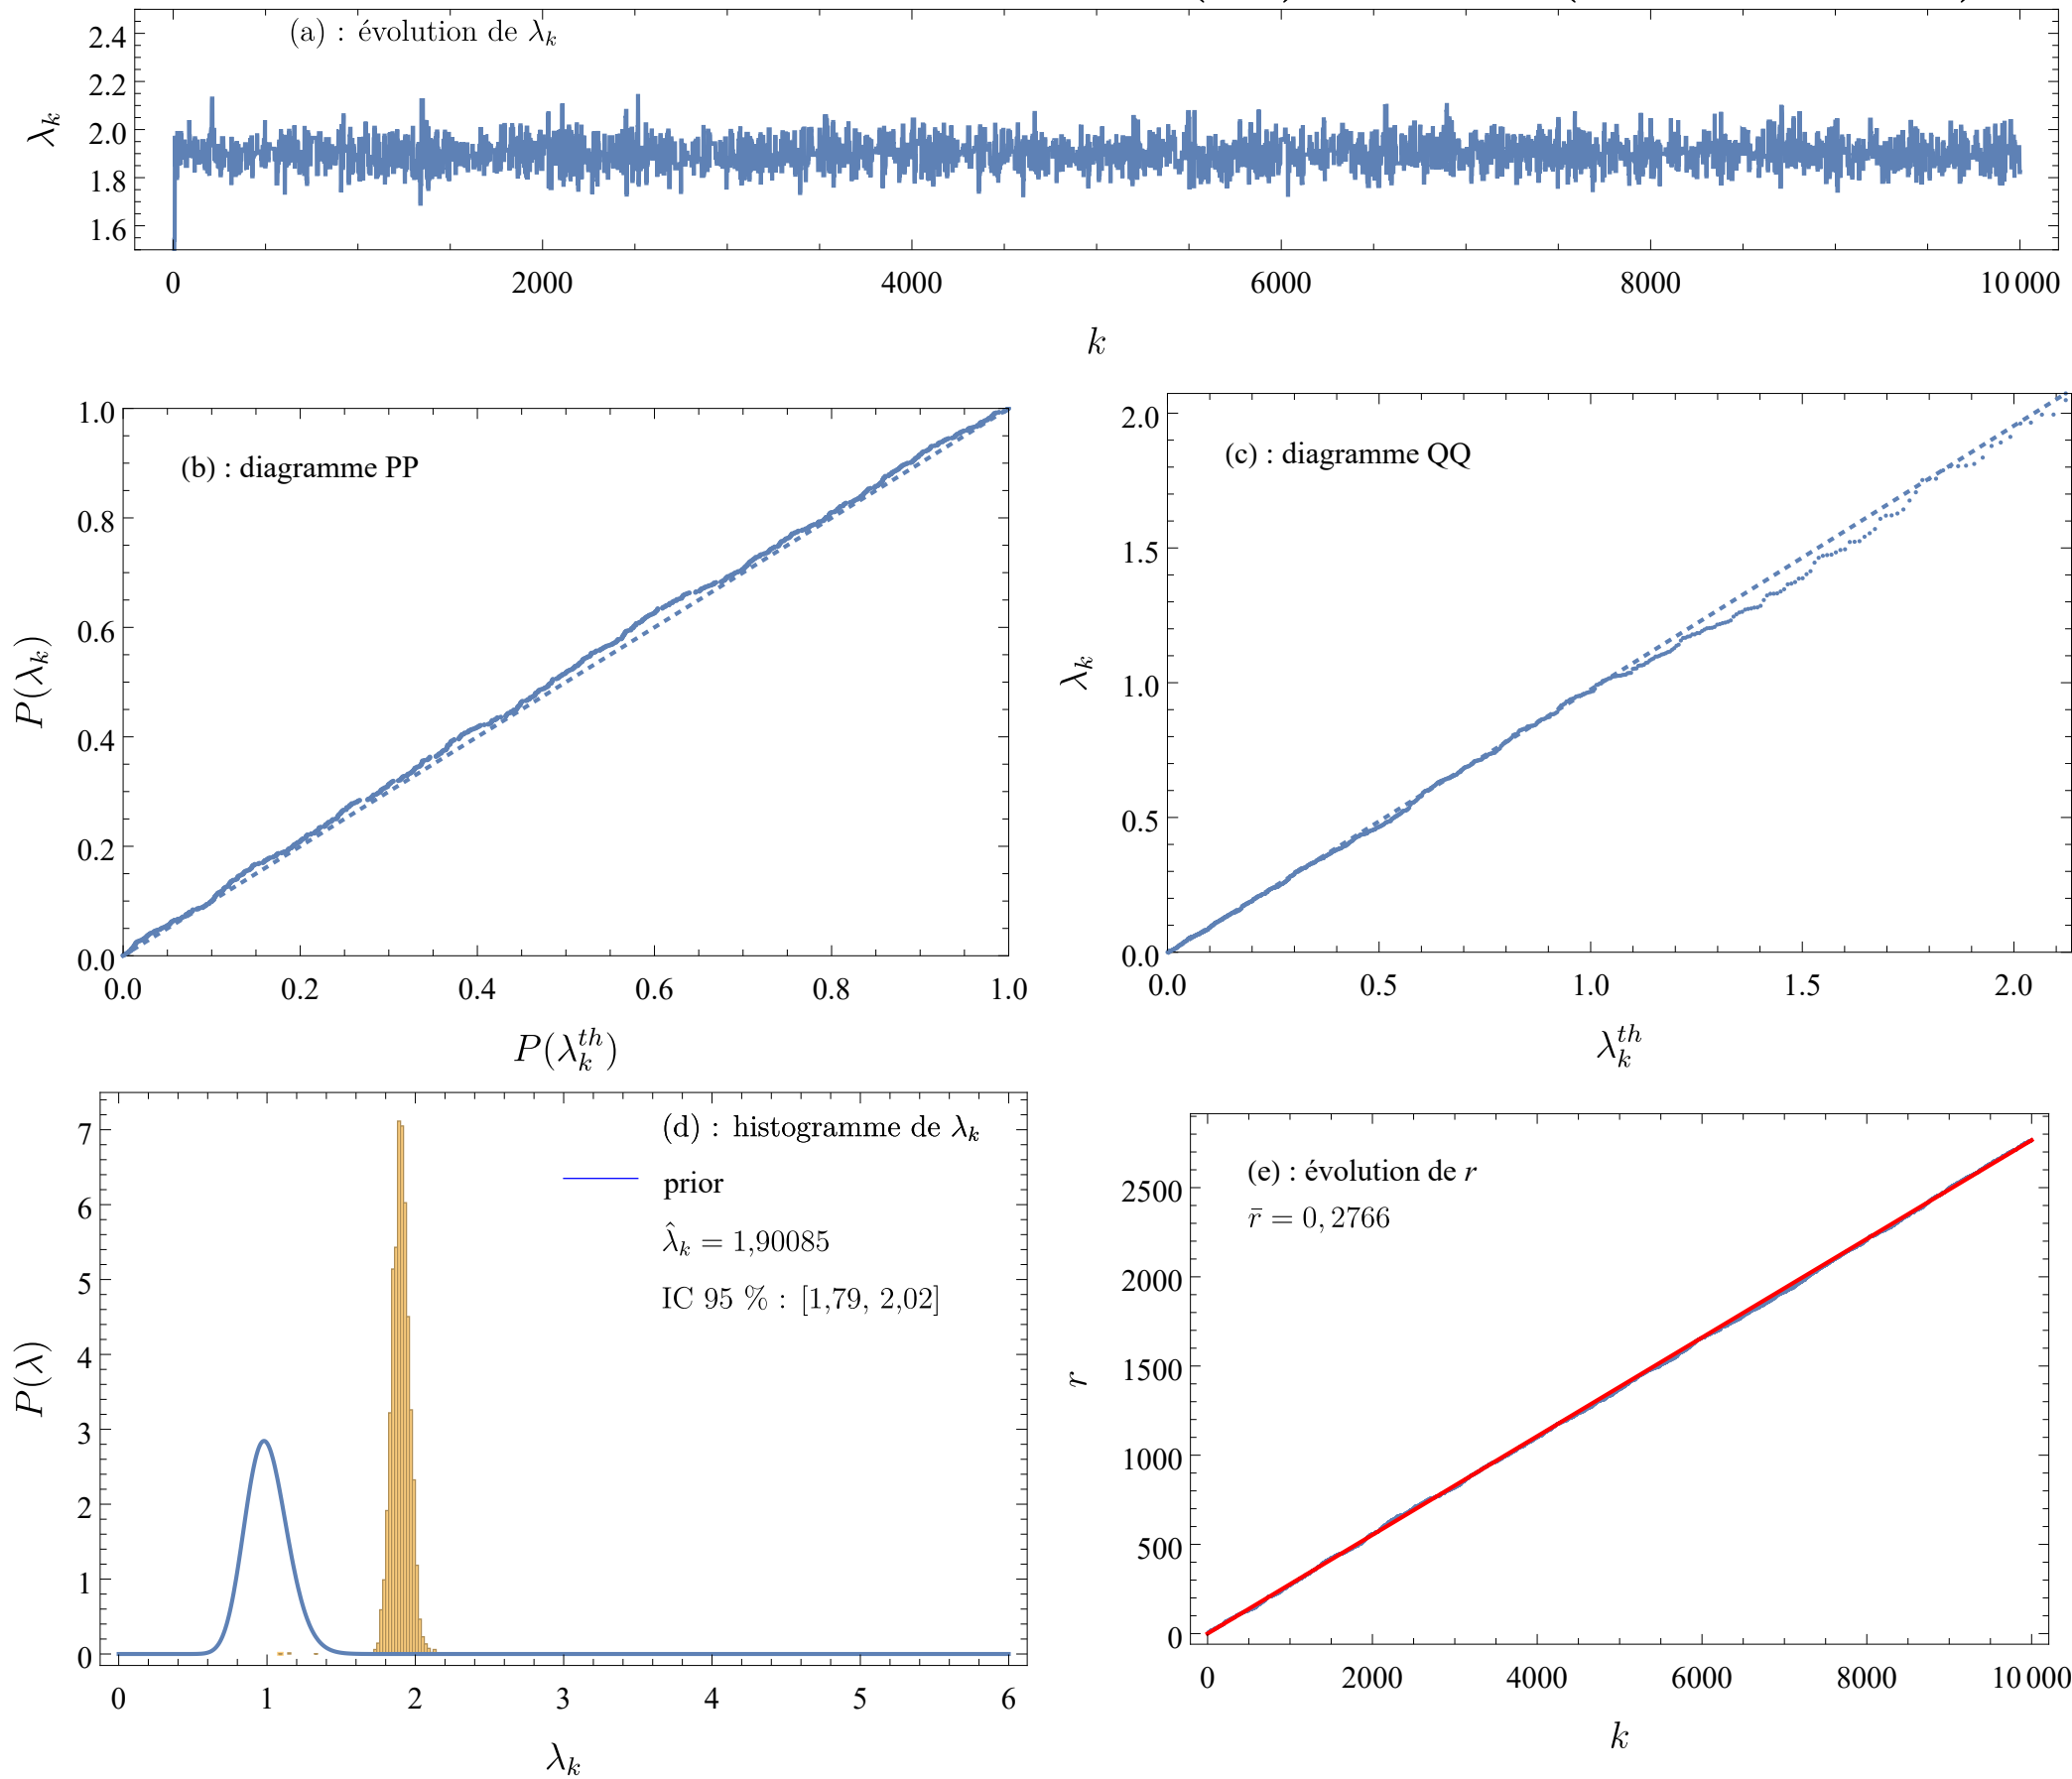 (a) : évolution de λ_k
2.4
2.2
2.0
1.8
1.6
λ_k
0 2000 4000 6000 8000 10 000
k
(b) : diagramme PP
1.0
0.8
0.6
0.4
0.2
0.0
P(λ_k)
0.0 0.2 0.4 0.6 0.8 1.0
P(λ_k^{th})
(c) : diagramme QQ
2.0
1.5
1.0
0.5
0.0
λ_k
0.0 0.5 1.0 1.5 2.0
λ_k^{th}
(d) : histogramme de λ_k
prior
λ̂_k = 1,90085
IC 95 % : [1,79, 2,02]
7
6
5
4
3
2
1
0
P(λ)
0 1 2 3 4 5 6
λ_k
(e) : évolution de r
r̄ = 0, 2766
2500
2000
1500
1000
500
0
r
0 2000 4000 6000 8000 10 000
k